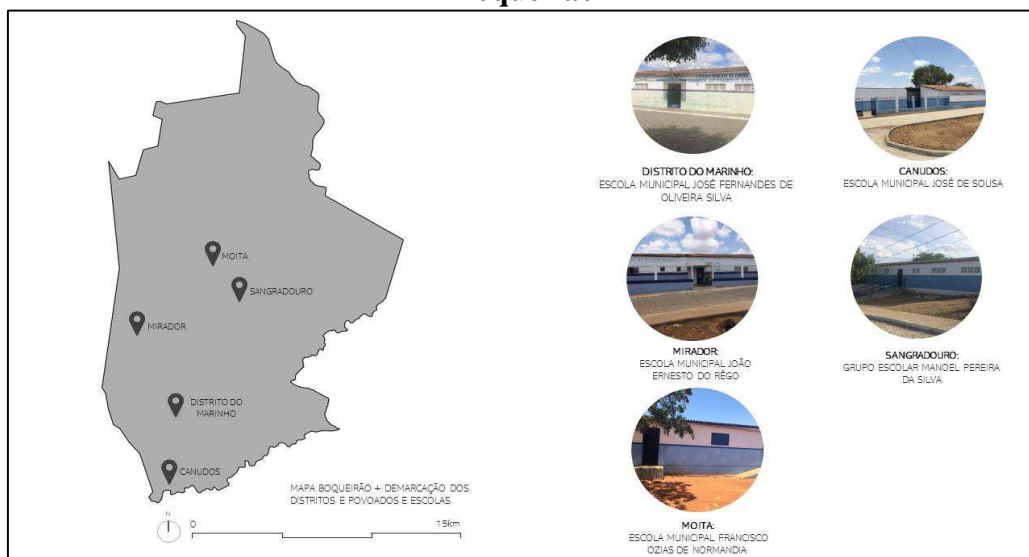 MOITA
SANGRADOURO
MIRADOR
DISTRITO DO
MARINHO
CANUDOS
MAPA BOQUEIRÃO + DEMARCAÇÃO DOS
DISTRITOS E POVOADOS E ESCOLAS
N
0
15km
DISTRITO DO MARINHO:
ESCOLA MUNICIPAL JOSÉ FERNANDES DE
OLIVEIRA SILVA
CANUDOS:
ESCOLA MUNICIPAL JOSÉ DE SOUSA
MIRADOR:
ESCOLA MUNICIPAL JOÃO
ERNESTO DO RÊGO
SANGRADOURO:
GRUPO ESCOLAR MANOEL PEREIRA
DA SILVA
MOITA:
ESCOLA MUNICIPAL FRANCISCO
OZIAS DE NORMANDIA